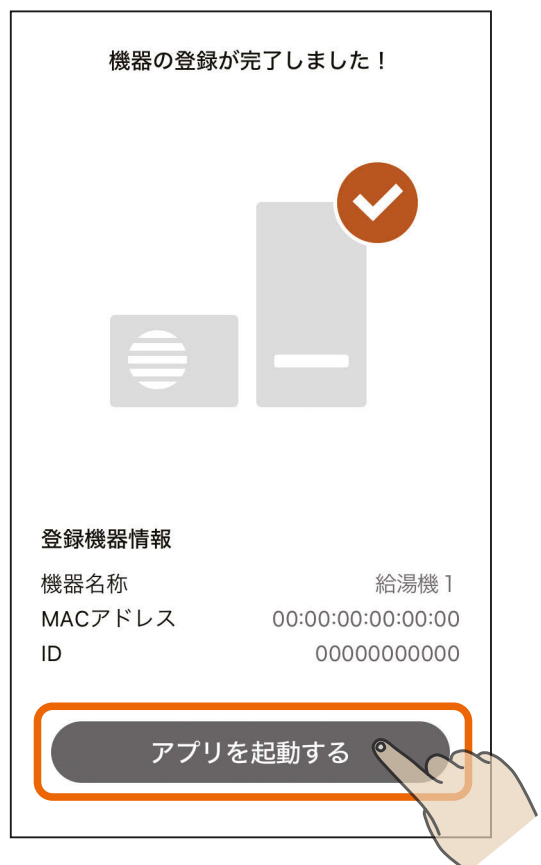 機器の登録が完了しました！
登録機器情報
機器名称 給湯機1
MACアドレス 00:00:00:00:00:00
ID 00000000000
アプリを起動する